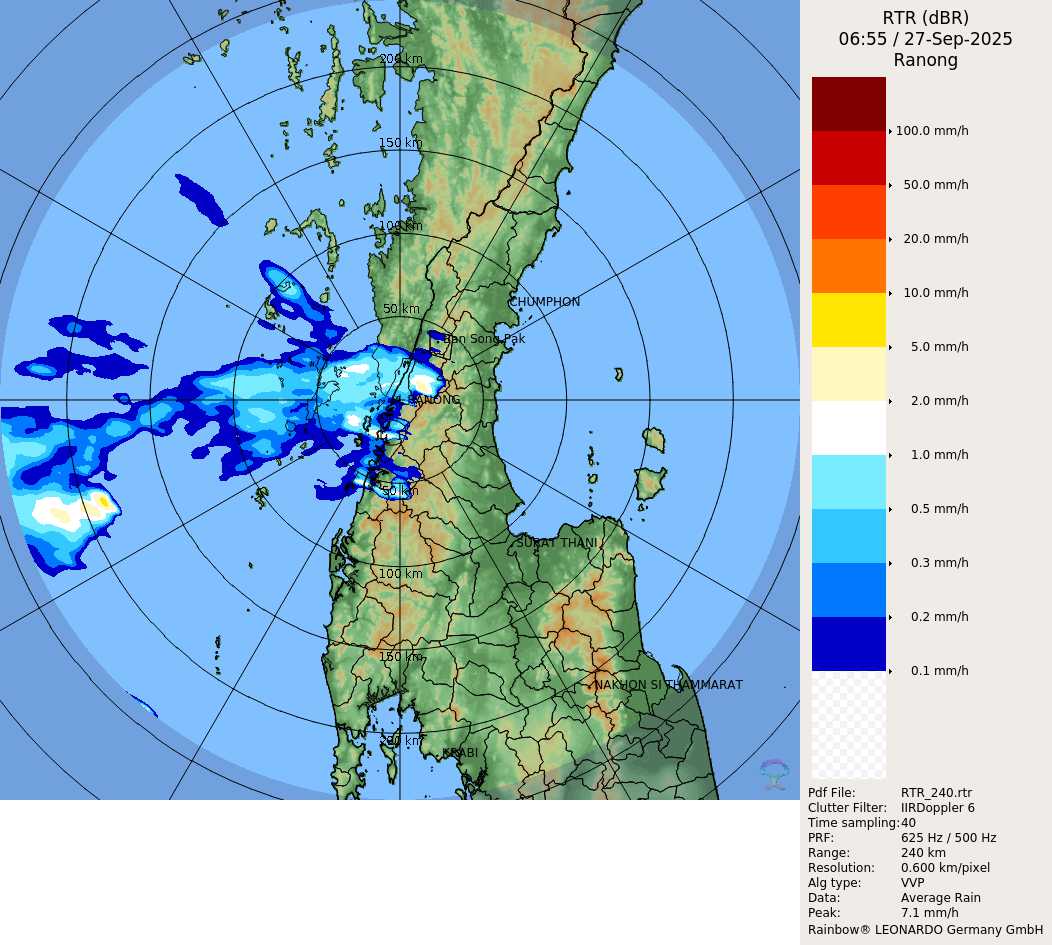 RTR (dBR)
06:55 / 27-Sep-2025
Ranong
200 km
150 km
100 km
50 km
CHUMPHON
Ban Song Pak
RANONG
50 km
SURAT THANI
100 km
150 km
NAKHON SI THAMMARAT
200 km
KRABI
100.0 mm/h
50.0 mm/h
20.0 mm/h
10.0 mm/h
5.0 mm/h
2.0 mm/h
1.0 mm/h
0.5 mm/h
0.3 mm/h
0.2 mm/h
0.1 mm/h
Pdf File: RTR_240.rtr
Clutter Filter: IIRDoppler 6
Time sampling:40
PRF: 625 Hz / 500 Hz
Range: 240 km
Resolution: 0.600 km/pixel
Alg type: VVP
Data: Average Rain
Peak: 7.1 mm/h
Rainbow® LEONARDO Germany GmbH